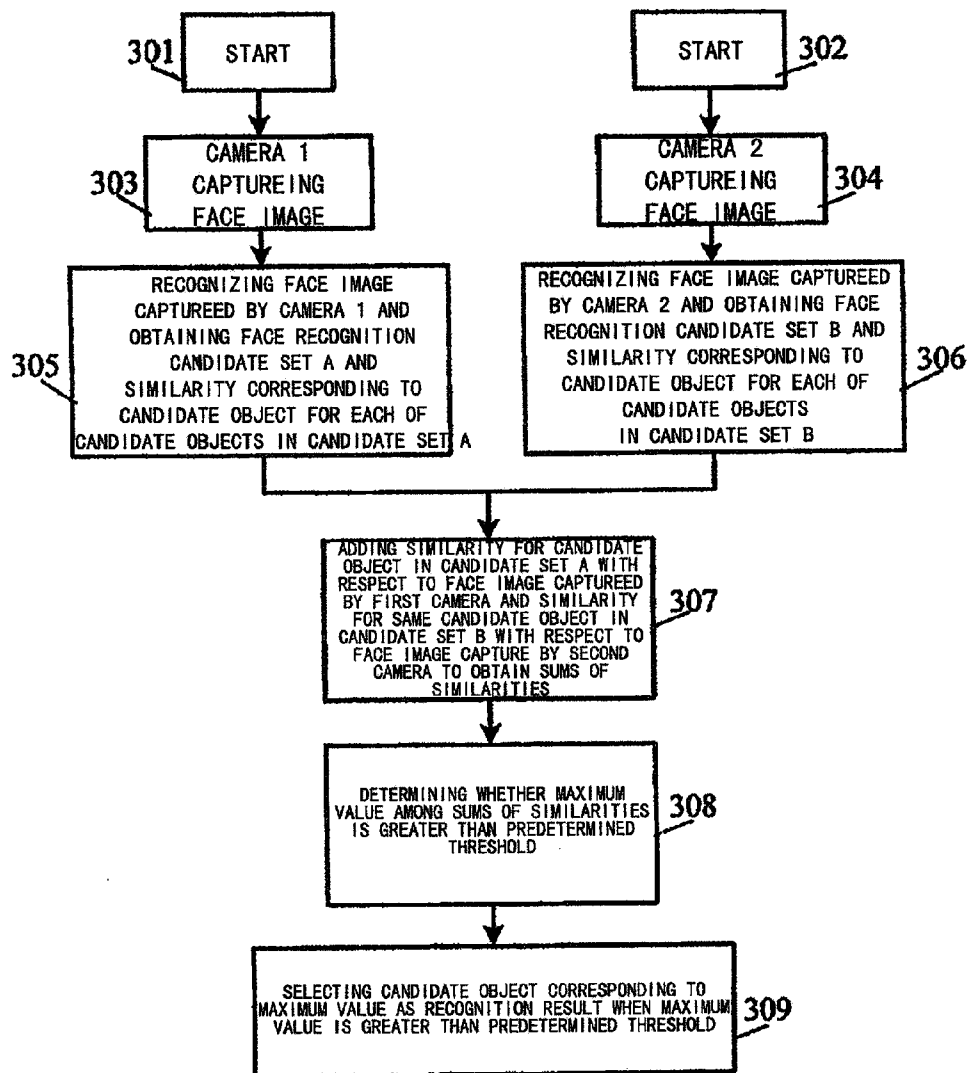 301
START
302
START
303
CAMERA 1
CAPTUREING
FACE IMAGE
CAMERA 2
CAPTUREING
FACE IMAGE
304
305
RECOGNIZING FACE IMAGE
CAPTUREED BY CAMERA 1 AND
OBTAINING FACE RECOGNITION
CANDIDATE SET A AND
SIMILARITY CORRESPONDING TO
CANDIDATE OBJECT FOR EACH OF
CANDIDATE OBJECTS IN CANDIDATE SET A
RECOGNIZING FACE IMAGE CAPTUREED
BY CAMERA 2 AND OBTAINING FACE
RECOGNITION CANDIDATE SET B AND
SIMILARITY CORRESPONDING TO
CANDIDATE OBJECT FOR EACH OF
CANDIDATE OBJECTS
IN CANDIDATE SET B
306
ADDING SIMILARITY FOR CANDIDATE
OBJECT IN CANDIDATE SET A WITH
RESPECT TO FACE IMAGE CAPTUREED
BY FIRST CAMERA AND SIMILARITY
FOR SAME CANDIDATE OBJECT IN
CANDIDATE SET B WITH RESPECT TO
FACE IMAGE CAPTURE BY SECOND
CAMERA TO OBTAIN SUMS OF
SIMILARITIES
307
DETERMINING WHETHER MAXIMUM
VALUE AMONG SUMS OF SIMILARITIES
IS GREATER THAN PREDETERMINED
THRESHOLD
308
SELECTING CANDIDATE OBJECT CORRESPONDING TO
MAXIMUM VALUE AS RECOGNITION RESULT WHEN MAXIMUM
VALUE IS GREATER THAN PREDETERMINED THRESHOLD
309